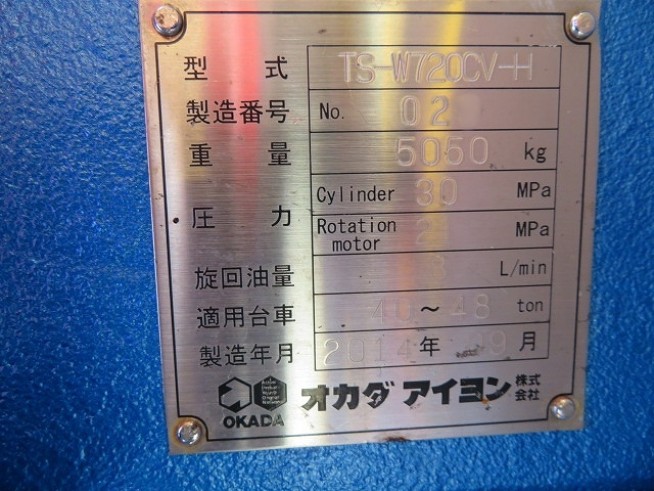 型 式 TS-W720CV-H
製造番号 No. 02
重 量 5050 kg
圧 力 Cylinder 30 MPa
Rotation motor MPa
旋回油量 L/min
適用台車 40 ~ 48 ton
製造年月 2014 年 9 月
OKADA オカダ アイヨン 株式会社